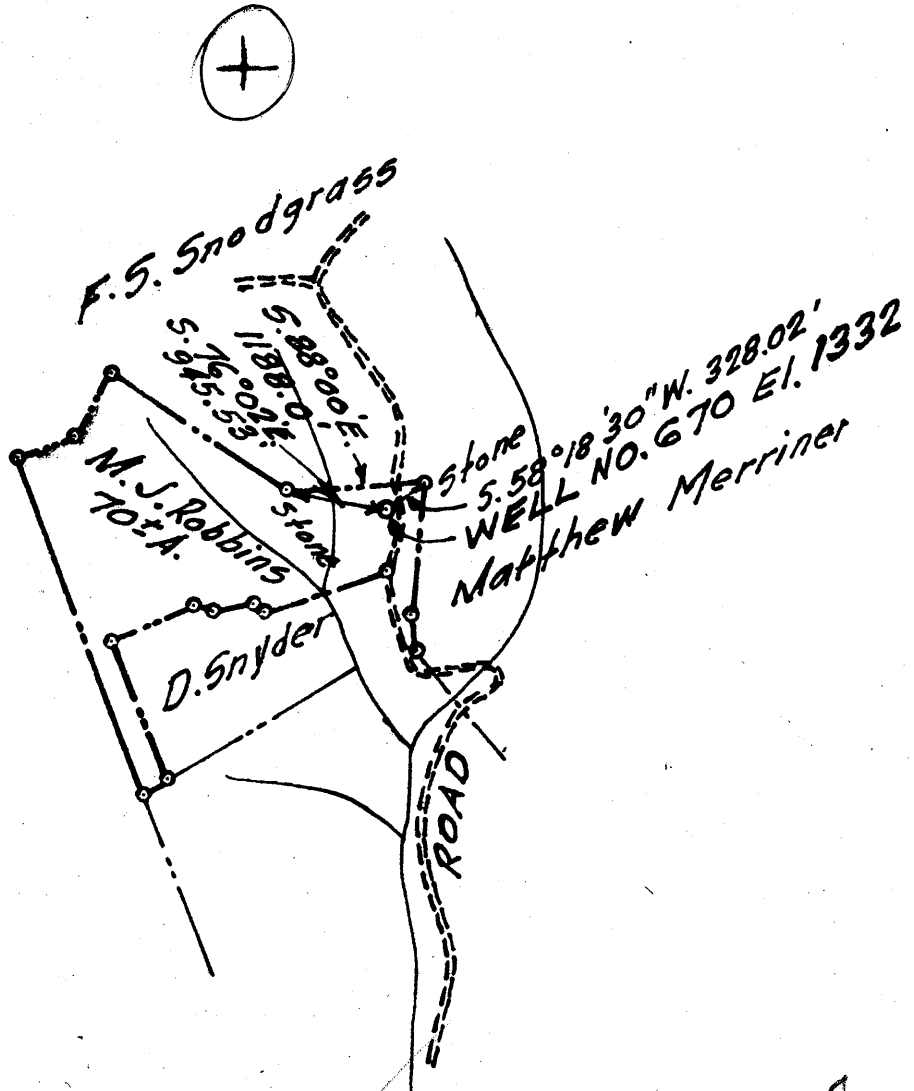 F.S. Snodgrass
S.88°00'E.
1188.0'
S.76°02'E.
945.53'
stone
S.58°18'30"W. 328.02'
WELL NO.670 El. 1332
Matthew Merriner
M.J. Robbins
70±A.
stone
D.Snyder
ROAD